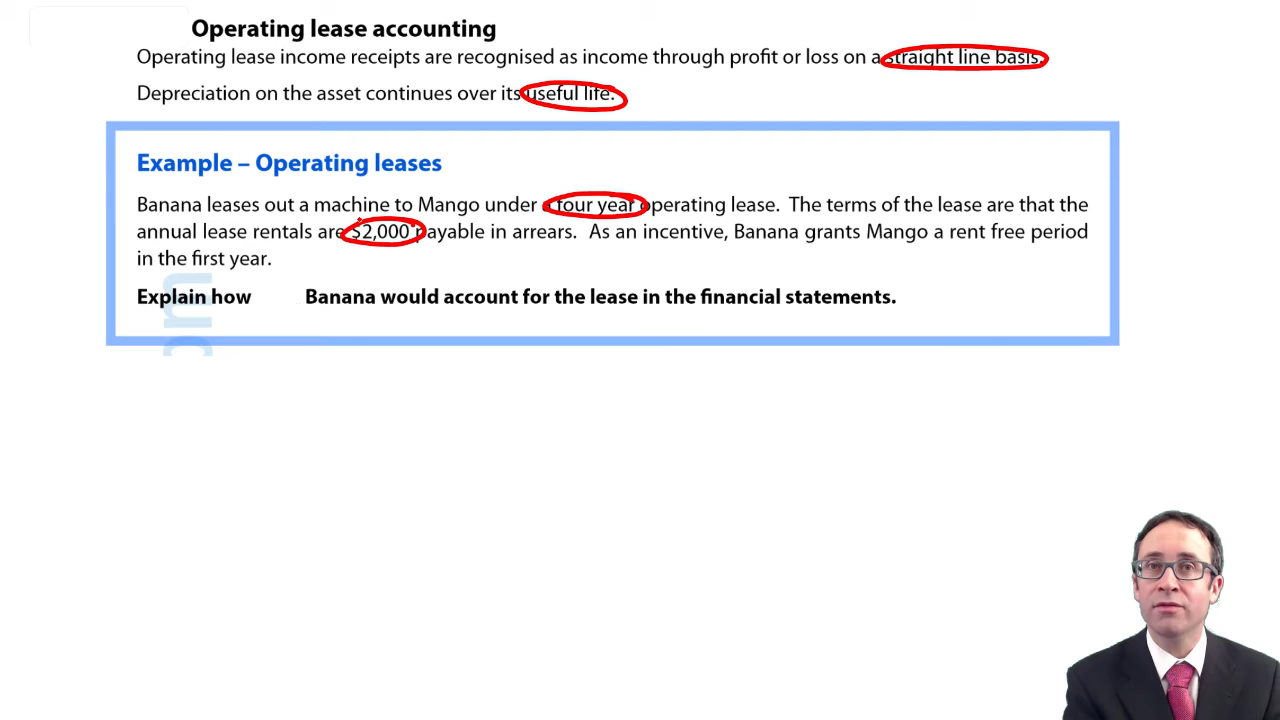 Operating lease accounting
Operating lease income receipts are recognised as income through profit or loss on a straight line basis.
Depreciation on the asset continues over its useful life.
Example – Operating leases
Banana leases out a machine to Mango under a four year operating lease. The terms of the lease are that the
annual lease rentals are $2,000 payable in arrears. As an incentive, Banana grants Mango a rent free period
in the first year.
Explain how Banana would account for the lease in the financial statements.